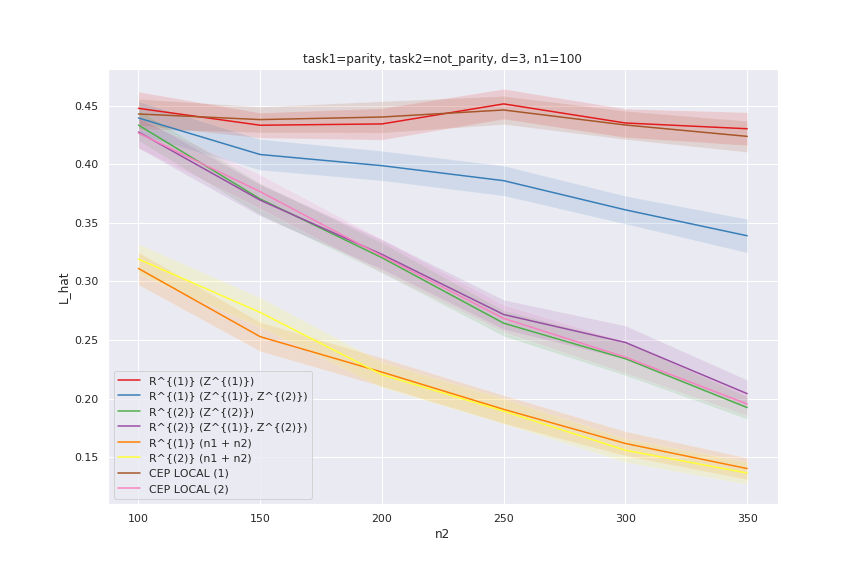 task1=parity, task2=not_parity, d=3, n1=100
0.45
0.40
0.35
0.30
0.25
0.20
0.15
L_hat
R^{(1)} (Z^{(1)})
R^{(1)} (Z^{(1)}, Z^{(2)})
R^{(2)} (Z^{(2)})
R^{(2)} (Z^{(1)}, Z^{(2)})
R^{(1)} (n1 + n2)
R^{(2)} (n1 + n2)
CEP LOCAL (1)
CEP LOCAL (2)
100 150 200 250 300 350
n2